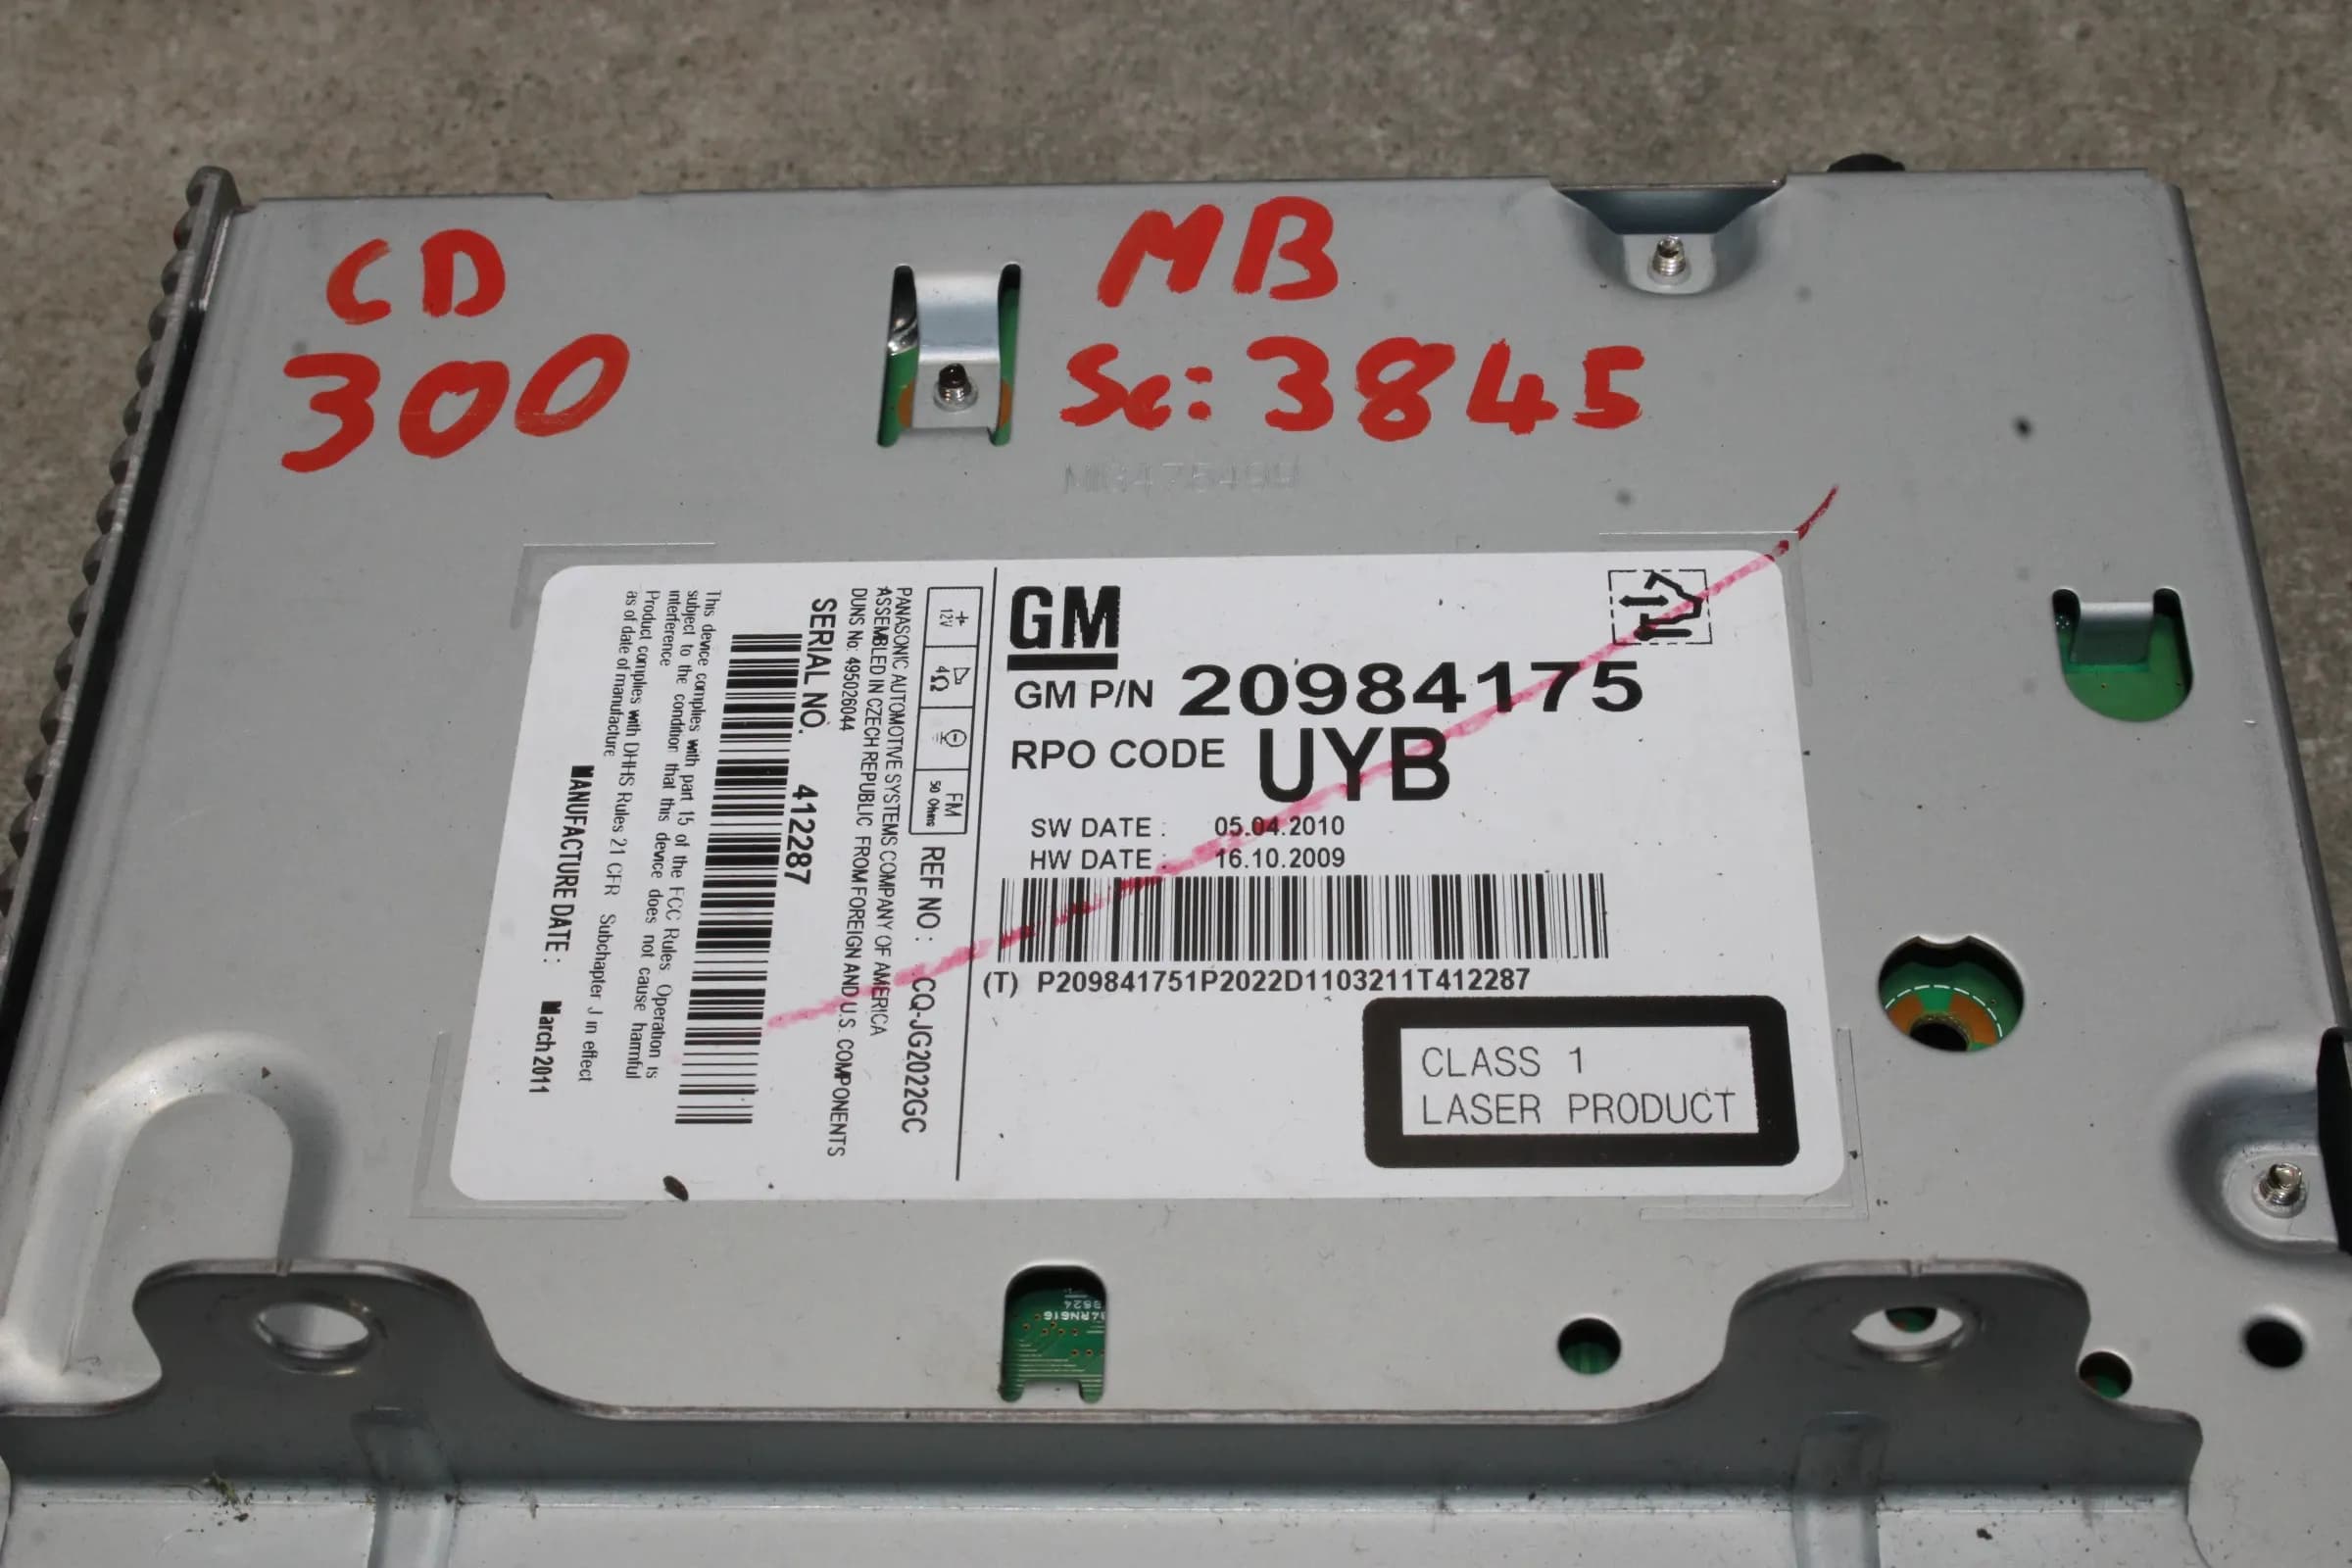 CD
300
MB
Sc: 3845
GM
GM P/N 20984175
RPO CODE UYB
SW DATE : 05.04.2010
HW DATE : 16.10.2009
(T) P209841751P2022D1103211T412287
CLASS 1
LASER PRODUCT
12V
4Ω
FM
50 Ohms
REF NO : CQ-JG2022GC
PANASONIC AUTOMOTIVE SYSTEMS COMPANY OF AMERICA
ASSEMBLED IN CZECH REPUBLIC FROM FOREIGN AND U.S. COMPONENTS
DUNS No: 495026044
SERIAL NO. 412287
This device complies with part 15 of the FCC Rules Operation is
subject to the condition that this device does not cause harmful
interference
Product complies with DHHS Rules 21 CFR Subchapter J in effect
as of date of manufacture
MANUFACTURE DATE : March 2011